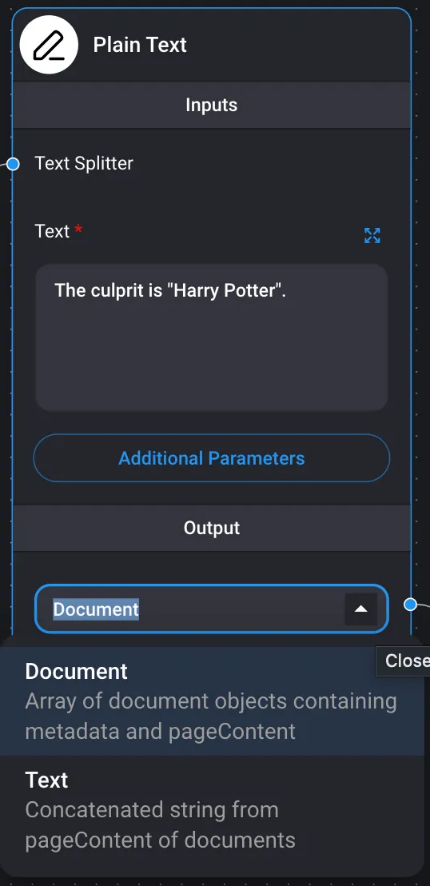 Plain Text
Inputs
Text Splitter
Text *
The culprit is "Harry Potter".
Additional Parameters
Output
Document
Close
Document
Array of document objects containing
metadata and pageContent
Text
Concatenated string from
pageContent of documents